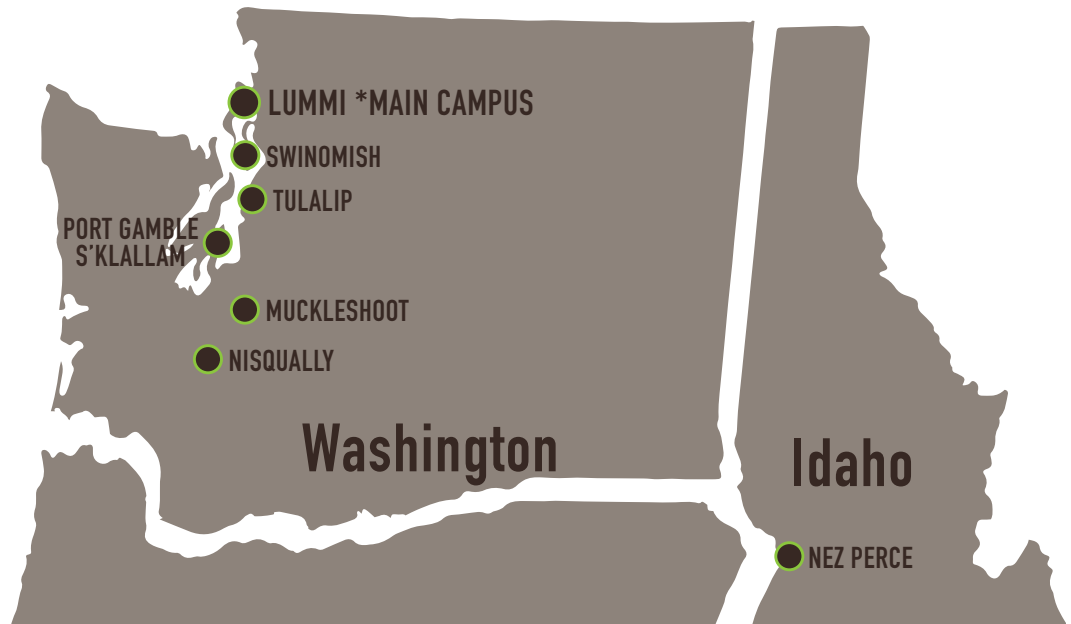 LUMMI *MAIN CAMPUS
SWINOMISH
TULALIP
PORT GAMBLE
S’KLALLAM
MUCKLESHOOT
NISQUALLY
Washington
Idaho
NEZ PERCE